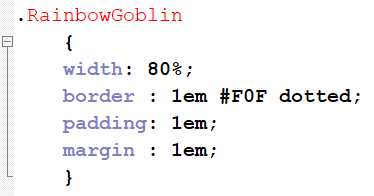 .RainbowGoblin
{
width: 80%;
border : 1em #F0F dotted;
padding: 1em;
margin : 1em;
}